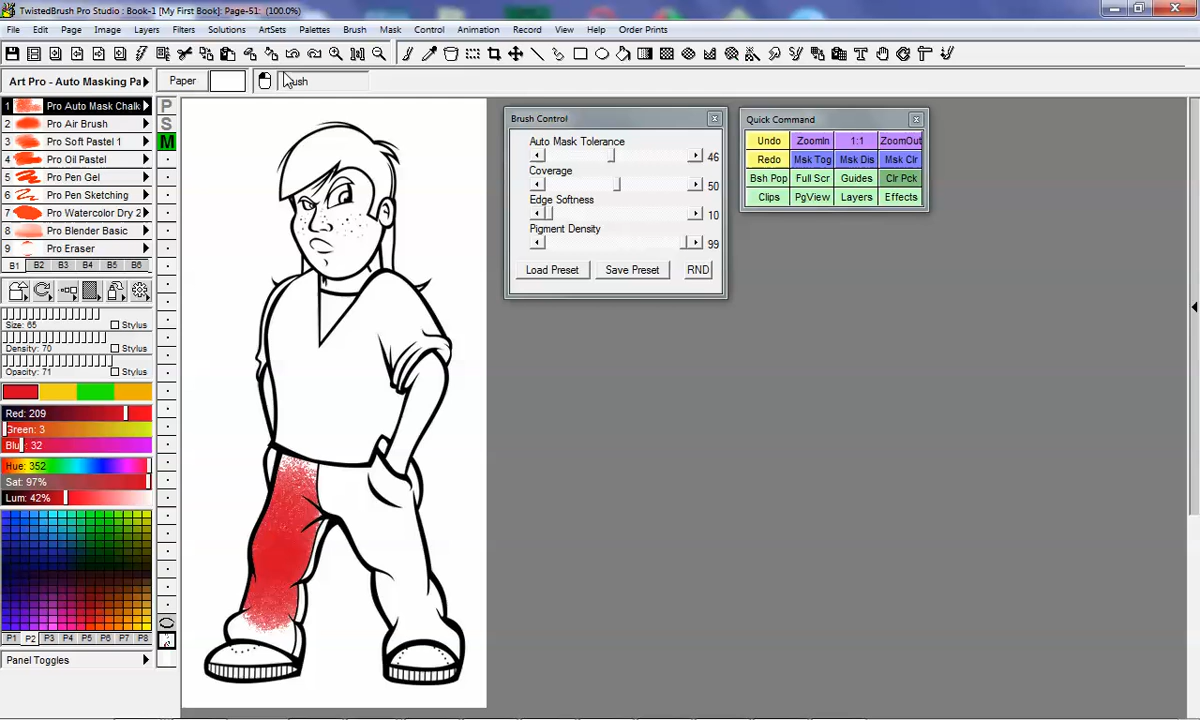 TwistedBrush Pro Studio : Book-1 [My First Book]: Page-51: (100.0%)
File Edit Page Image Layers Filters Solutions ArtSets Palettes Brush Mask Control Animation Record View Help Order Prints
Art Pro - Auto Masking Pa Paper
1 Pro Auto Mask Chalk P
2 Pro Air Brush S
3 Pro Soft Pastel 1 M
4 Pro Oil Pastel
5 Pro Pen Gel
6 Pro Pen Sketching
7 Pro Watercolor Dry 2
8 Pro Blender Basic
9 Pro Eraser
B1 B2 B3 B4 B5 B6
Size: 65 Stylus
Density: 70 Stylus
Opacity: 71 Stylus
Red: 209
Green: 3
Blu 32
Hue: 352
Sat: 97%
Lum: 42%
P1 P2 P3 P4 P5 P6 P7 P8
Panel Toggles
Brush Control
Auto Mask Tolerance
46
Coverage
50
Edge Softness
10
Pigment Density
99
Load Preset Save Preset RND
Quick Command
Undo ZoomIn 1:1 ZoomOut
Redo Msk Tog Msk Dis Msk Clr
Bsh Pop Full Scr Guides Clr Pck
Clips PgView Layers Effects